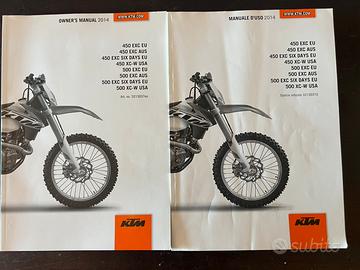 OWNER'S MANUAL 2014
WWW.KTM.COM
450 EXC EU
450 EXC AUS
450 EXC SIX DAYS EU
450 XC-W USA
500 EXC EU
500 EXC AUS
500 EXC SIX DAYS EU
500 XC-W USA
Art. no.
KTM
MANUALE D'USO 2014
WWW.KTM.COM
450 EXC EU
450 EXC AUS
450 EXC SIX DAYS EU
450 XC-W USA
500 EXC EU
500 EXC AUS
500 EXC SIX DAYS EU
500 XC-W USA
KTM
subito